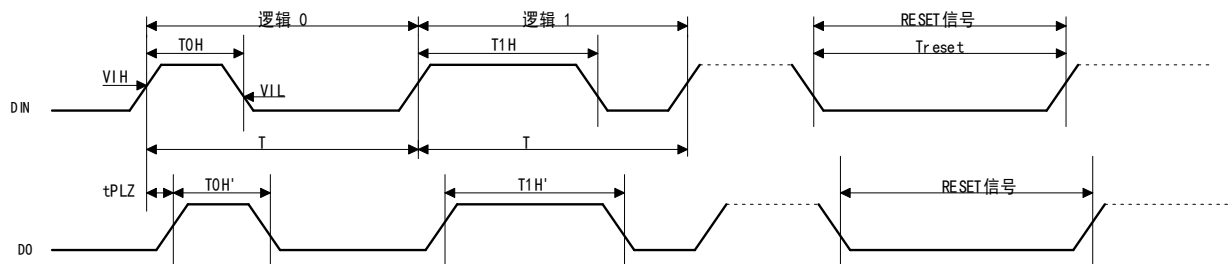 逻辑 0
逻辑 1
RESET信号
T0H
T1H
Treset
VIH
VIL
DIN
T
T
tPLZ
T0H'
T1H'
RESET信号
DO